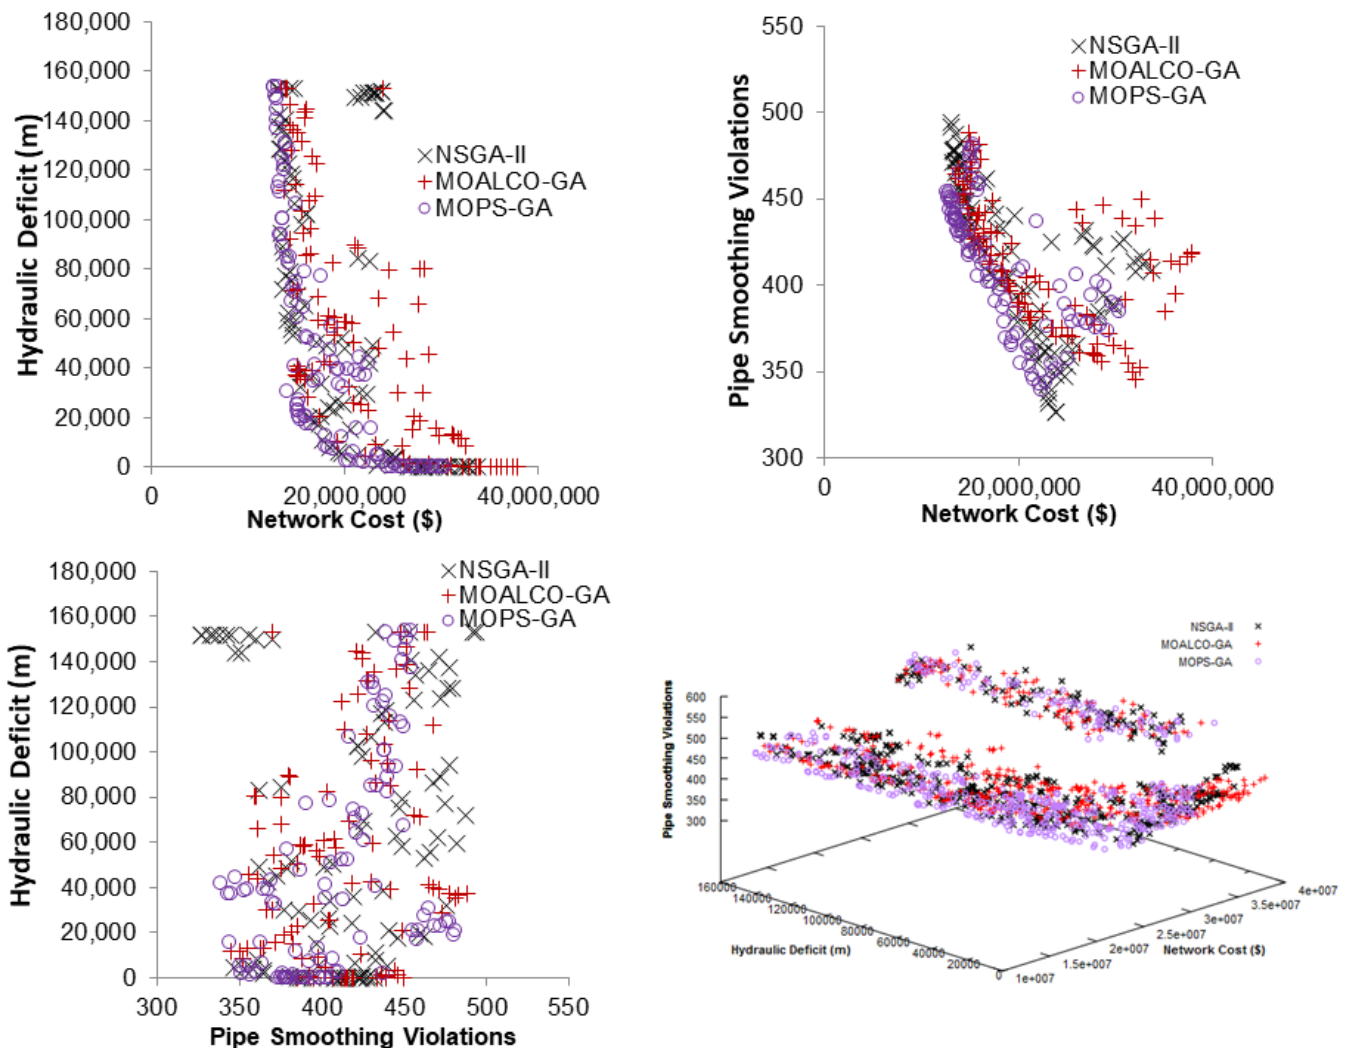 180,000
160,000
140,000
120,000
100,000
80,000
60,000
40,000
20,000
0
Hydraulic Deficit (m)
NSGA-II
MOALCO-GA
MOPS-GA
0 20,000,000 40,000,000
Network Cost ($)
550
500
450
400
350
300
Pipe Smoothing Violations
NSGA-II
MOALCO-GA
MOPS-GA
0 20,000,000 40,000,000
Network Cost ($)
180,000
160,000
140,000
120,000
100,000
80,000
60,000
40,000
20,000
0
Hydraulic Deficit (m)
NSGA-II
MOALCO-GA
MOPS-GA
300 350 400 450 500 550
Pipe Smoothing Violations
NSGA-II
MOALCO-GA
MOPS-GA
600
550
500
450
400
350
300
Pipe Smoothing Violations
160000
140000
120000
100000
80000
60000
40000
20000
0
Hydraulic Deficit (m)
4e+007
3.5e+007
3e+007
2.5e+007
2e+007
1.5e+007
1e+007
Network Cost ($)